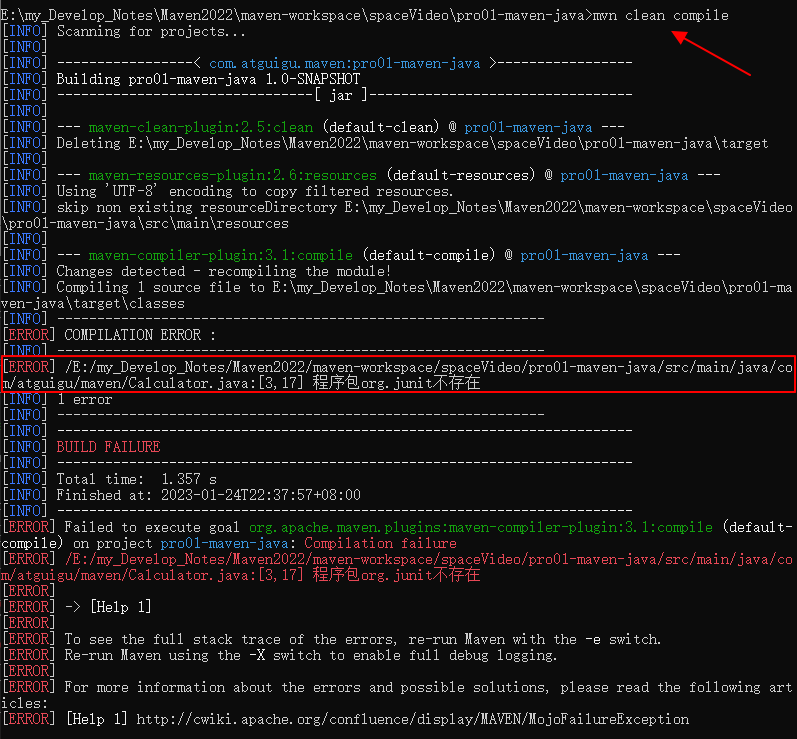 E:\my_Develop_Notes\Maven2022\maven-workspace\spaceVideo\pro01-maven-java>mvn clean compile
[INFO] Scanning for projects...
[INFO]
[INFO] -----------------< com.atguigu.maven:pro01-maven-java >-----------------
[INFO] Building pro01-maven-java 1.0-SNAPSHOT
[INFO] --------------------------------[ jar ]---------------------------------
[INFO]
[INFO] --- maven-clean-plugin:2.5:clean (default-clean) @ pro01-maven-java ---
[INFO] Deleting E:\my_Develop_Notes\Maven2022\maven-workspace\spaceVideo\pro01-maven-java\target
[INFO]
[INFO] --- maven-resources-plugin:2.6:resources (default-resources) @ pro01-maven-java ---
[INFO] Using 'UTF-8' encoding to copy filtered resources.
[INFO] skip non existing resourceDirectory E:\my_Develop_Notes\Maven2022\maven-workspace\spaceVideo
\pro01-maven-java\src\main\resources
[INFO]
[INFO] --- maven-compiler-plugin:3.1:compile (default-compile) @ pro01-maven-java ---
[INFO] Changes detected - recompiling the module!
[INFO] Compiling 1 source file to E:\my_Develop_Notes\Maven2022\maven-workspace\spaceVideo\pro01-ma
ven-java\target\classes
[INFO] -------------------------------------------------------------
[ERROR] COMPILATION ERROR :
[INFO] -------------------------------------------------------------
[ERROR] /E:/my_Develop_Notes/Maven2022/maven-workspace/spaceVideo/pro01-maven-java/src/main/java/co
m/atguigu/maven/Calculator.java:[3,17] 程序包org.junit不存在
[INFO] 1 error
[INFO] -------------------------------------------------------------
[INFO] ------------------------------------------------------------------------
[INFO] BUILD FAILURE
[INFO] ------------------------------------------------------------------------
[INFO] Total time:  1.357 s
[INFO] Finished at: 2023-01-24T22:37:57+08:00
[INFO] ------------------------------------------------------------------------
[ERROR] Failed to execute goal org.apache.maven.plugins:maven-compiler-plugin:3.1:compile (default-
compile) on project pro01-maven-java: Compilation failure
[ERROR] /E:/my_Develop_Notes/Maven2022/maven-workspace/spaceVideo/pro01-maven-java/src/main/java/co
m/atguigu/maven/Calculator.java:[3,17] 程序包org.junit不存在
[ERROR]
[ERROR] -> [Help 1]
[ERROR]
[ERROR] To see the full stack trace of the errors, re-run Maven with the -e switch.
[ERROR] Re-run Maven using the -X switch to enable full debug logging.
[ERROR]
[ERROR] For more information about the errors and possible solutions, please read the following art
icles:
[ERROR] [Help 1] http://cwiki.apache.org/confluence/display/MAVEN/MojoFailureException